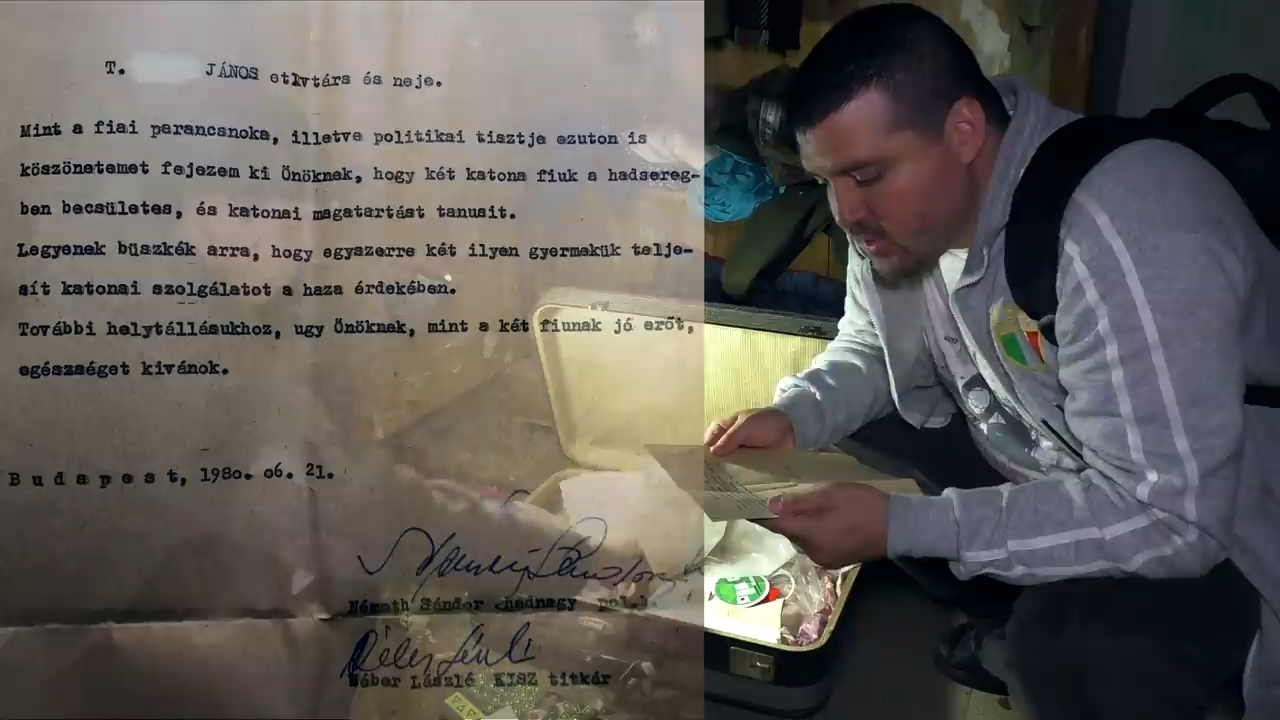 T. JÁNOS etlvtárs és neje.
Mint a fiai parancsnoka, illetve politikai tisztje ezuton is
köszönetemet fejezem ki Önöknek, hogy két katona fiuk a hadsereg-
ben becsületes, és katonai magatartást tanusit.
Legyenek büszkék arra, hogy egyszerre két ilyen gyermekük telje-
sít katonai szolgálatot a haza érdekében.
További helytállásukhoz, ugy Önöknek, mint a két fiunak jó erőt,
egészséget kivánok.
Budapest, 1980. 06. 21.
Németh Sándor hadnagy pol.h.
Wéber László KISZ titkár